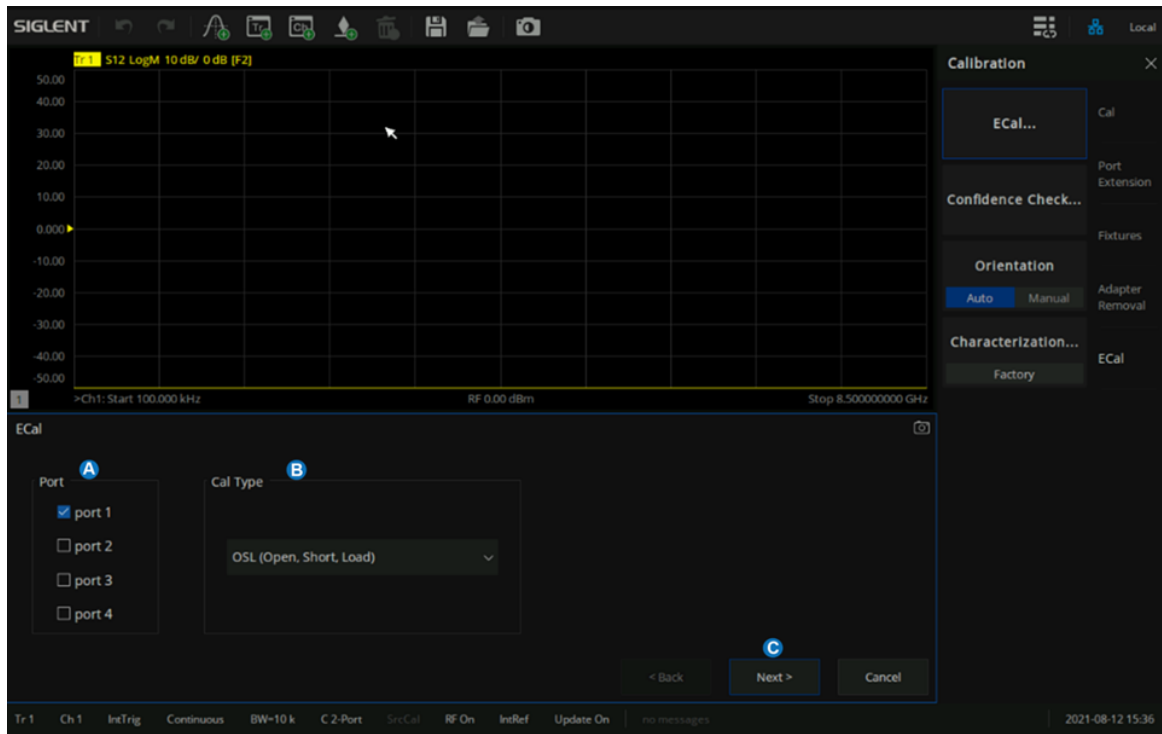 SIGLENT
Tr Ch
Local
Tr 1 S12 LogM 10 dB/ 0 dB [F2]
50.00
40.00
30.00
20.00
10.00
0.000
-10.00
-20.00
-30.00
-40.00
-50.00
1
>Ch1: Start 100.000 kHz RF 0.00 dBm Stop 8.500000000 GHz
Calibration
ECal...
Confidence Check...
Orientation
Auto Manual
Characterization...
Factory
Cal
Port
Extension
Fixtures
Adapter
Removal
ECal
ECal
A
B
Port
Cal Type
port 1
port 2
port 3
port 4
OSL (Open, Short, Load)
C
< Back Next > Cancel
Tr 1 Ch 1 IntTrig Continuous BW=10 k C 2-Port SrcCal RF On IntRef Update On no messages 2021-08-12 15:36